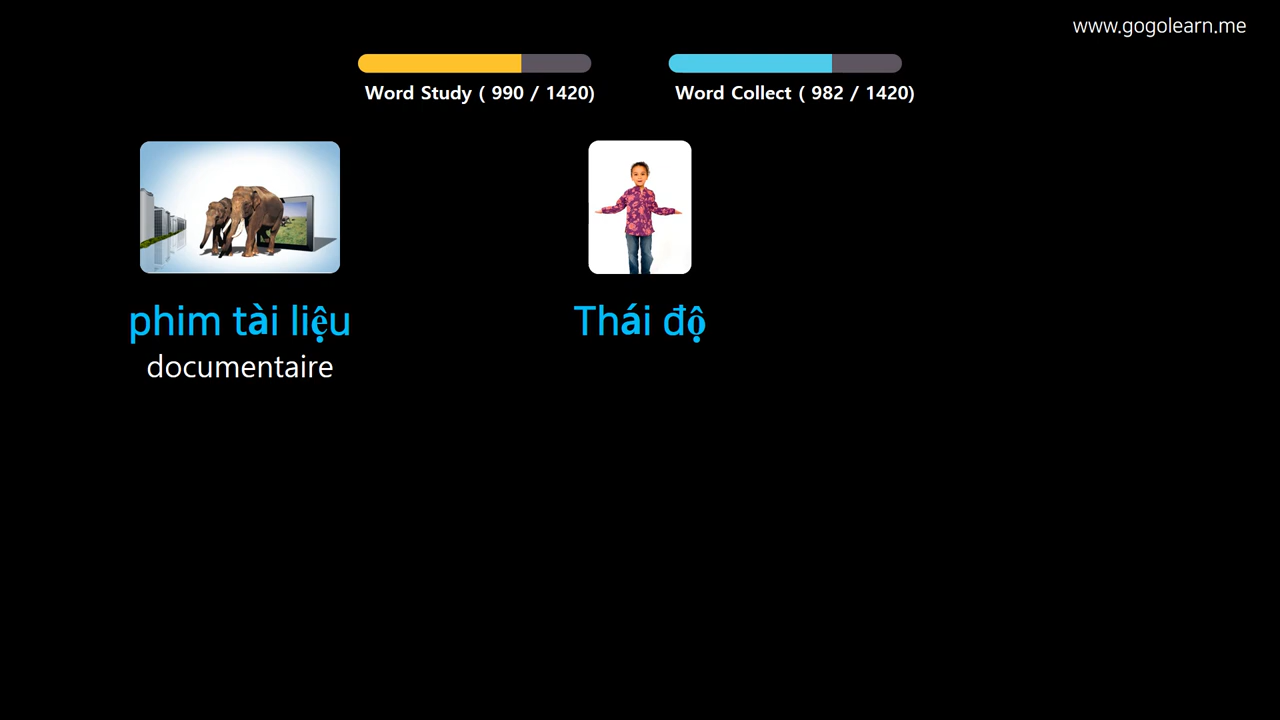 www.gogolearn.me
Word Study ( 990 / 1420)
Word Collect ( 982 / 1420)
phim tài liệu
documentaire
Thái độ